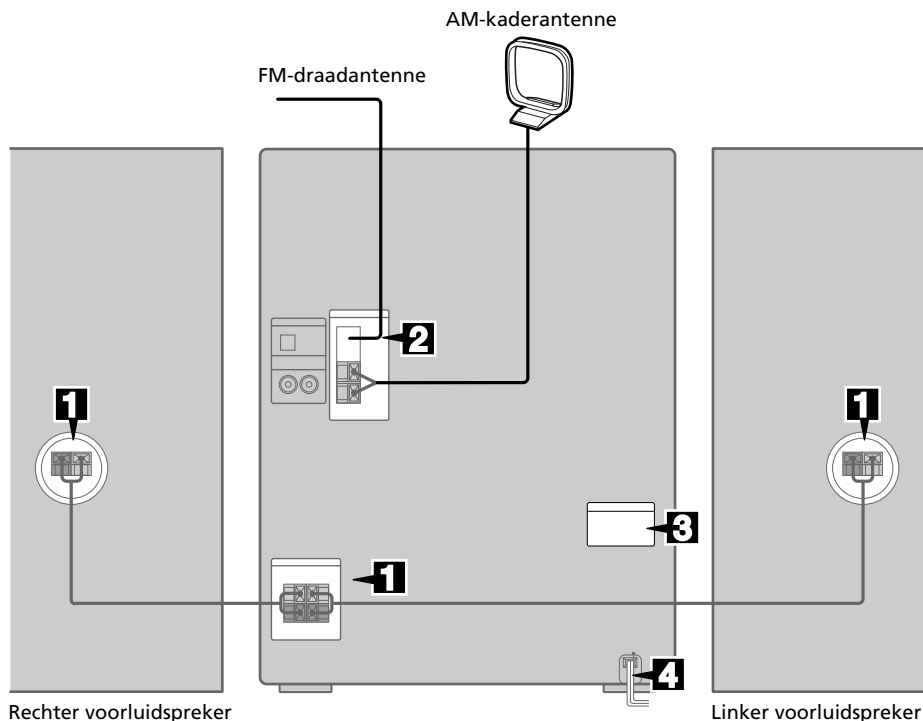 AM-kaderantenne
FM-draadantenne
2
1
1
3
1
4
Rechter voorluidspreker
Linker voorluidspreker